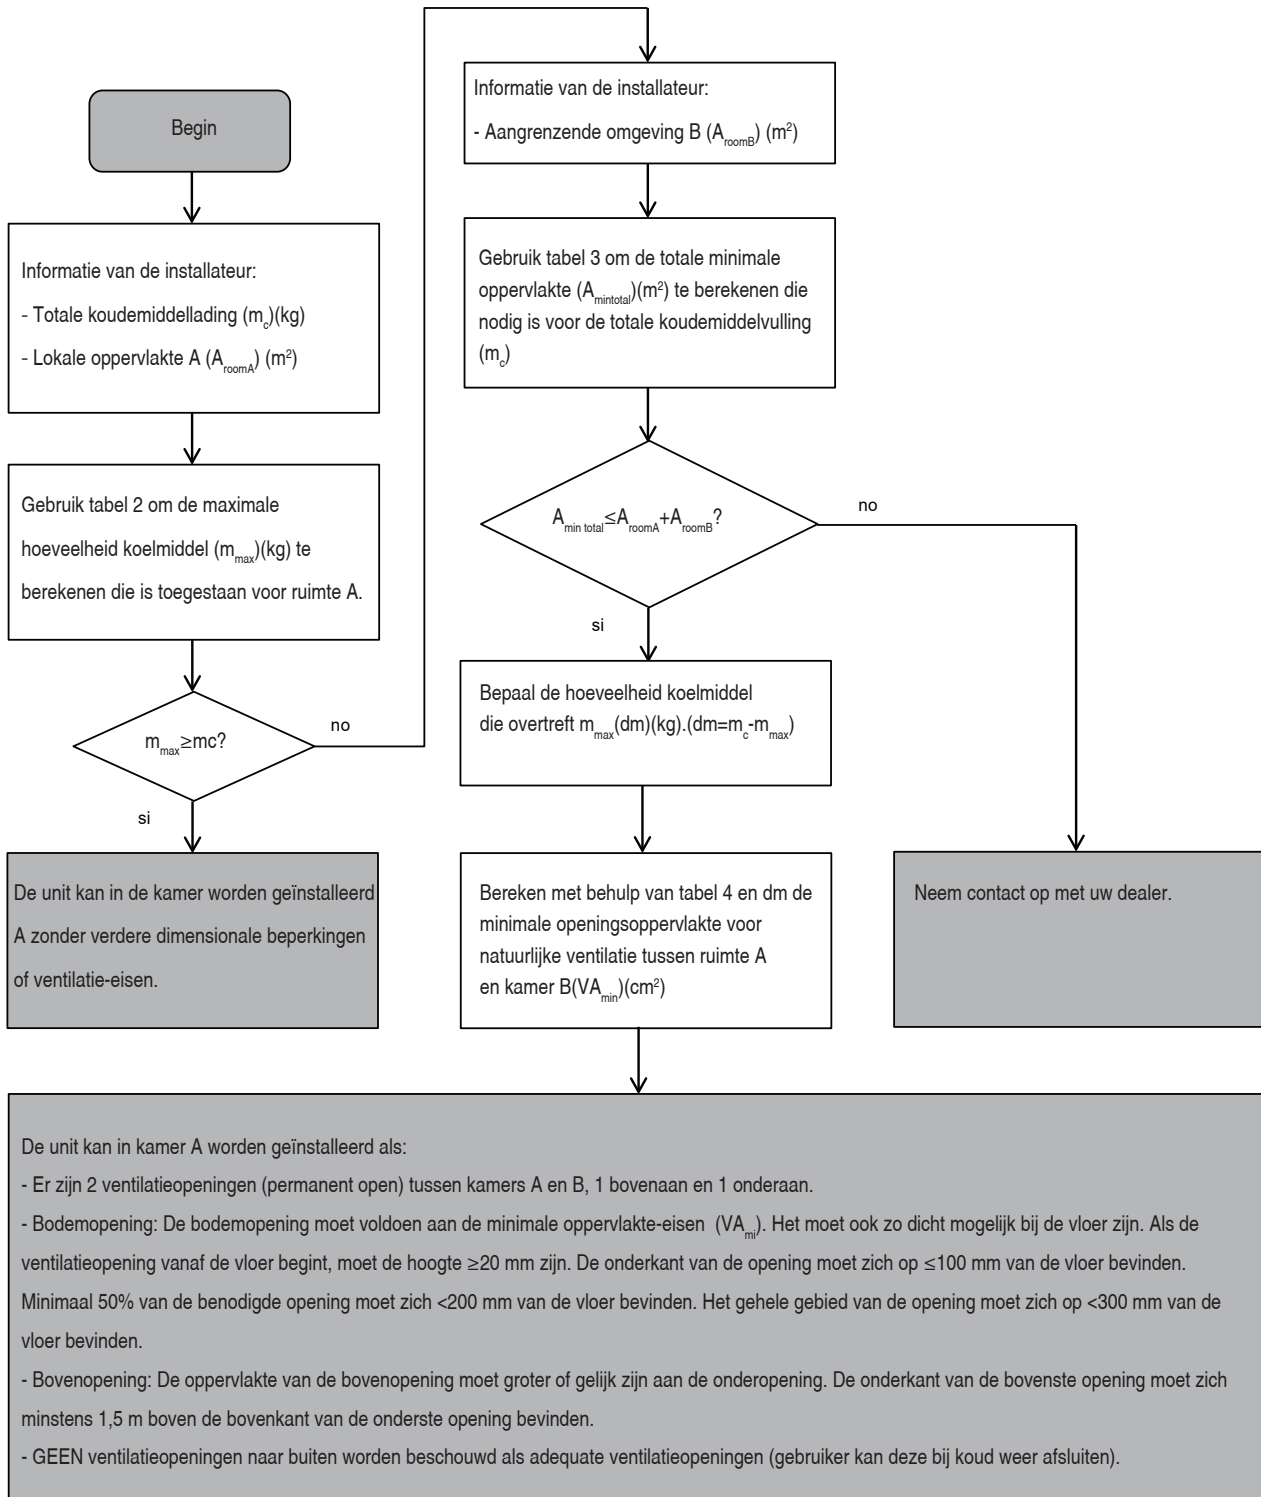 Begin
Informatie van de installateur:
- Totale koudemiddellading (mc)(kg)
- Lokale oppervlakte A (AroomA) (m²)
Gebruik tabel 2 om de maximale
hoeveelheid koelmiddel (mmax)(kg) te
berekenen die is toegestaan voor ruimte A.
mmax≥mc?
no
si
De unit kan in de kamer worden geïnstalleerd
A zonder verdere dimensionale beperkingen
of ventilatie-eisen.
Informatie van de installateur:
- Aangrenzende omgeving B (AroomB) (m²)
Gebruik tabel 3 om de totale minimale
oppervlakte (Amintotal)(m²) te berekenen die
nodig is voor de totale koudemiddelvulling
(mc)
Amin total≤AroomA+AroomB?
no
si
Bepaal de hoeveelheid koelmiddel
die overtreft mmax(dm)(kg).(dm=mc-mmax)
Bereken met behulp van tabel 4 en dm de
minimale openingsoppervlakte voor
natuurlijke ventilatie tussen ruimte A
en kamer B(VAmin)(cm²)
Neem contact op met uw dealer.
De unit kan in kamer A worden geïnstalleerd als:
- Er zijn 2 ventilatieopeningen (permanent open) tussen kamers A en B, 1 bovenaan en 1 onderaan.
- Bodemopening: De bodemopening moet voldoen aan de minimale oppervlakte-eisen (VAmi). Het moet ook zo dicht mogelijk bij de vloer zijn. Als de
ventilatieopening vanaf de vloer begint, moet de hoogte ≥20 mm zijn. De onderkant van de opening moet zich op ≤100 mm van de vloer bevinden.
Minimaal 50% van de benodigde opening moet zich <200 mm van de vloer bevinden. Het gehele gebied van de opening moet zich op <300 mm van de
vloer bevinden.
- Bovenopening: De oppervlakte van de bovenopening moet groter of gelijk zijn aan de onderopening. De onderkant van de bovenste opening moet zich
minstens 1,5 m boven de bovenkant van de onderste opening bevinden.
- GEEN ventilatieopeningen naar buiten worden beschouwd als adequate ventilatieopeningen (gebruiker kan deze bij koud weer afsluiten).